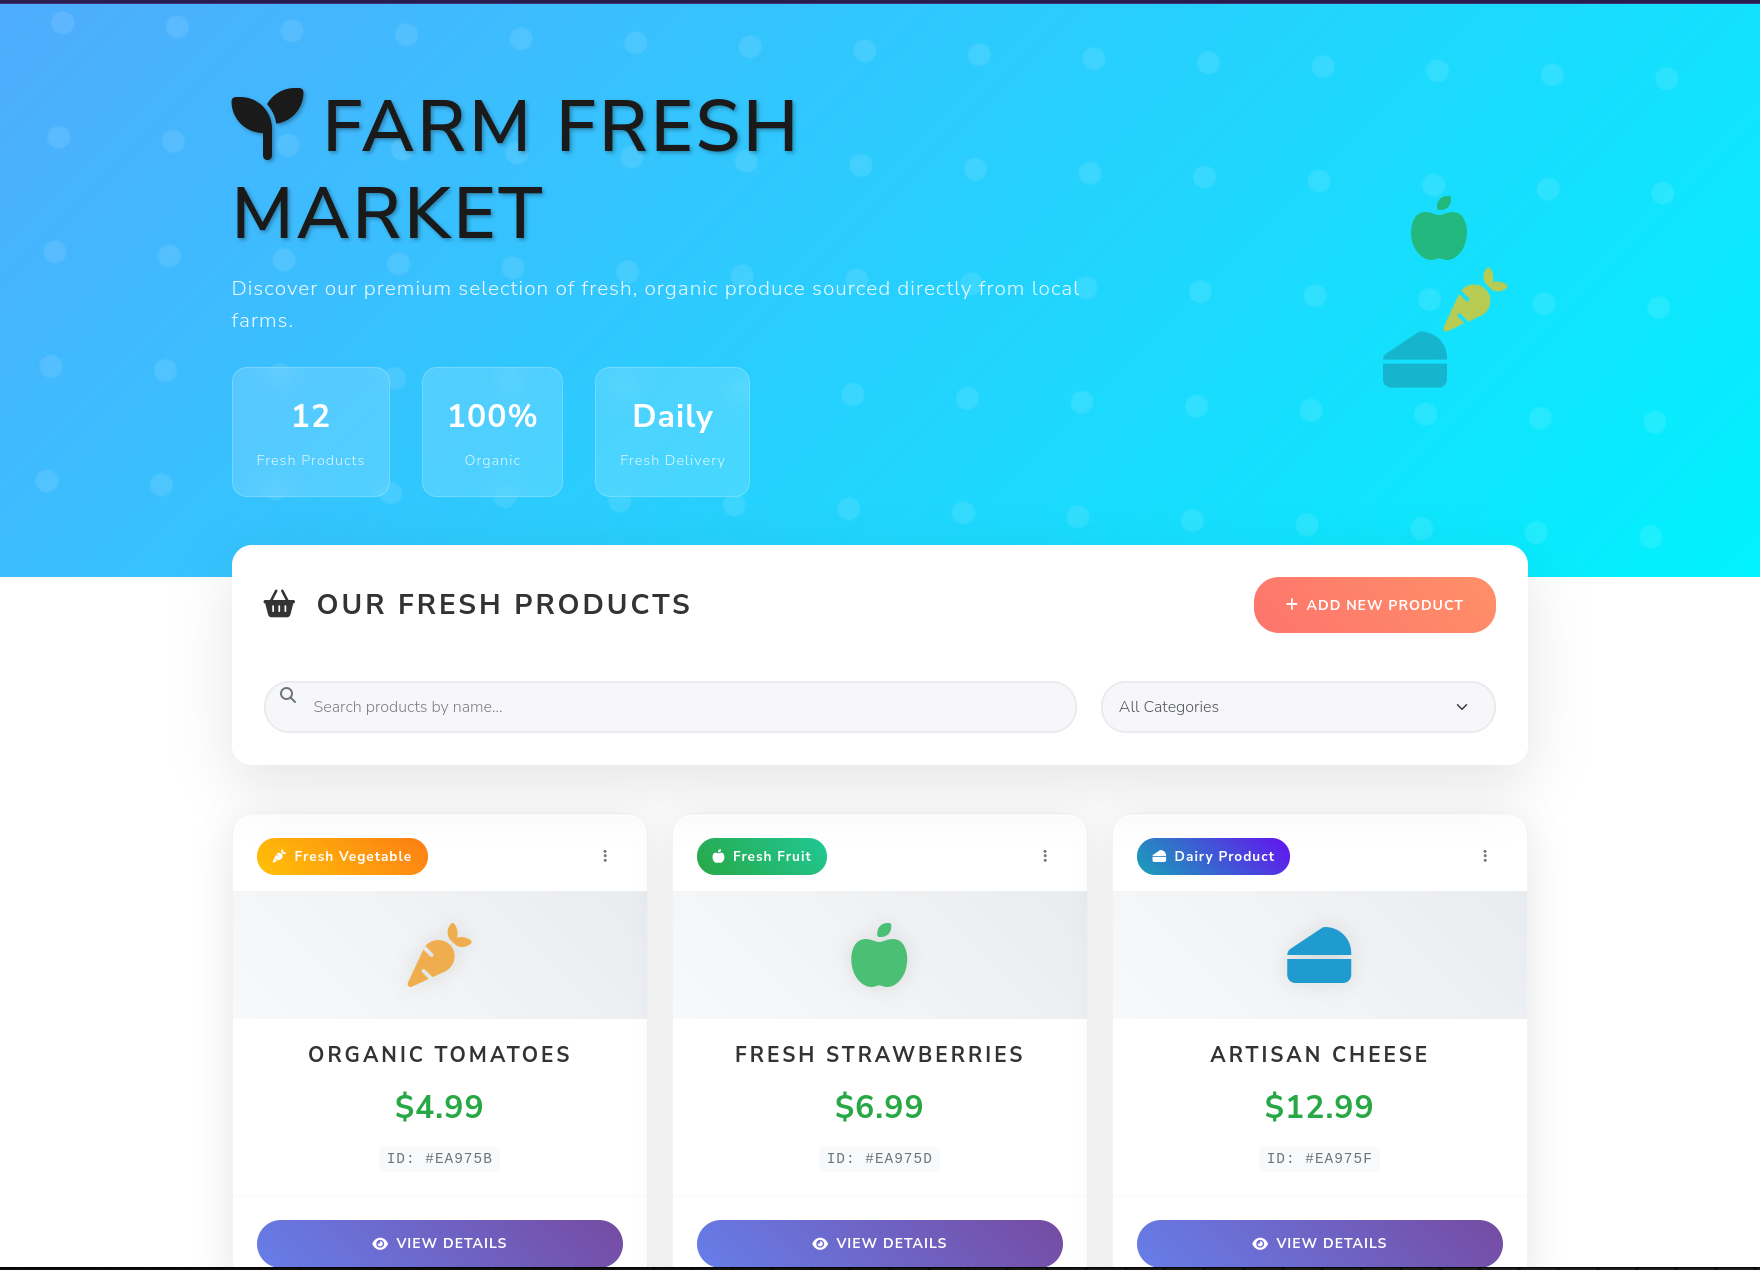 FARM FRESH
MARKET
Discover our premium selection of fresh, organic produce sourced directly from local
farms.
12
Fresh Products
100%
Organic
Daily
Fresh Delivery
OUR FRESH PRODUCTS
ADD NEW PRODUCT
Search products by name...
All Categories
Fresh Vegetable
ORGANIC TOMATOES
$4.99
ID: #EA975B
VIEW DETAILS
Fresh Fruit
FRESH STRAWBERRIES
$6.99
ID: #EA975D
VIEW DETAILS
Dairy Product
ARTISAN CHEESE
$12.99
ID: #EA975F
VIEW DETAILS